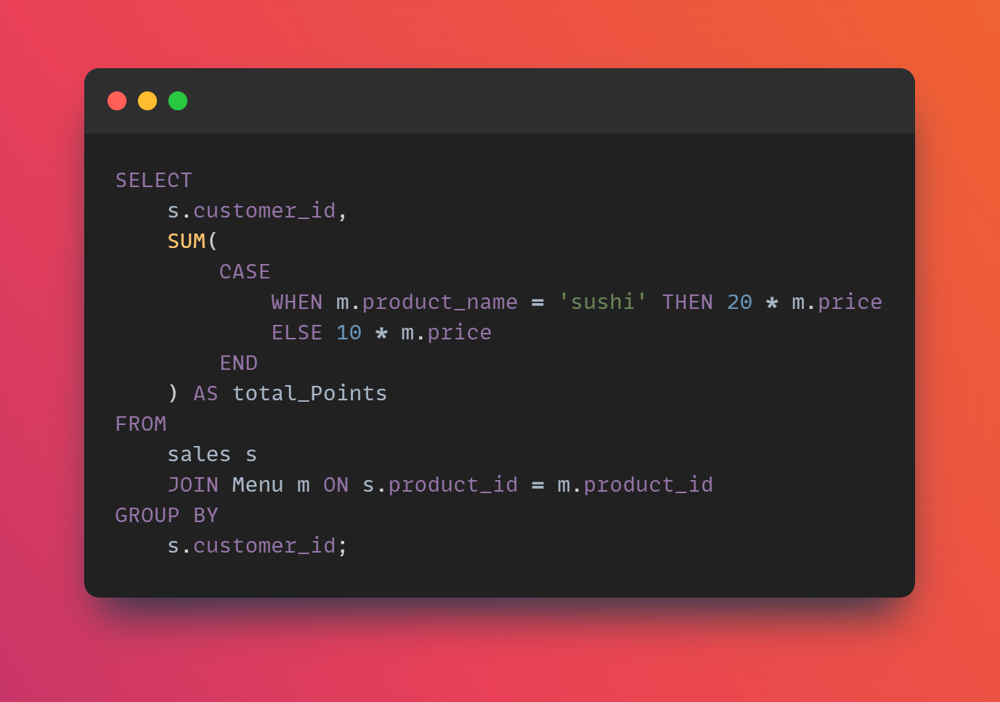 SELECT
    s.customer_id,
    SUM(
        CASE
            WHEN m.product_name = 'sushi' THEN 20 * m.price
            ELSE 10 * m.price
        END
    ) AS total_Points
FROM
    sales s
    JOIN Menu m ON s.product_id = m.product_id
GROUP BY
    s.customer_id;